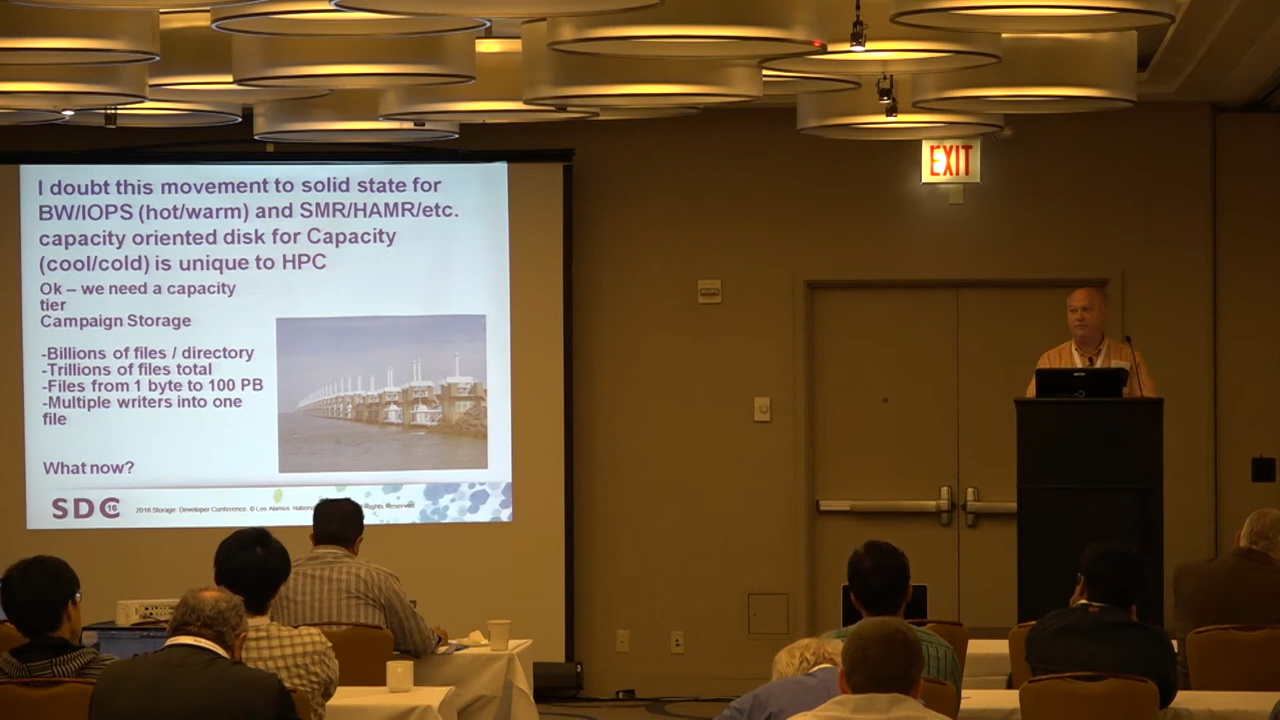 I doubt this movement to solid state for
BW/IOPS (hot/warm) and SMR/HAMR/etc.
capacity oriented disk for Capacity
(cool/cold) is unique to HPC
Ok – we need a capacity
tier
Campaign Storage
-Billions of files / directory
-Trillions of files total
-Files from 1 byte to 100 PB
-Multiple writers into one
file
What now?
SDC 16
2016 Storage Developer Conference. © Los Alamos Rights Reserved.
EXIT